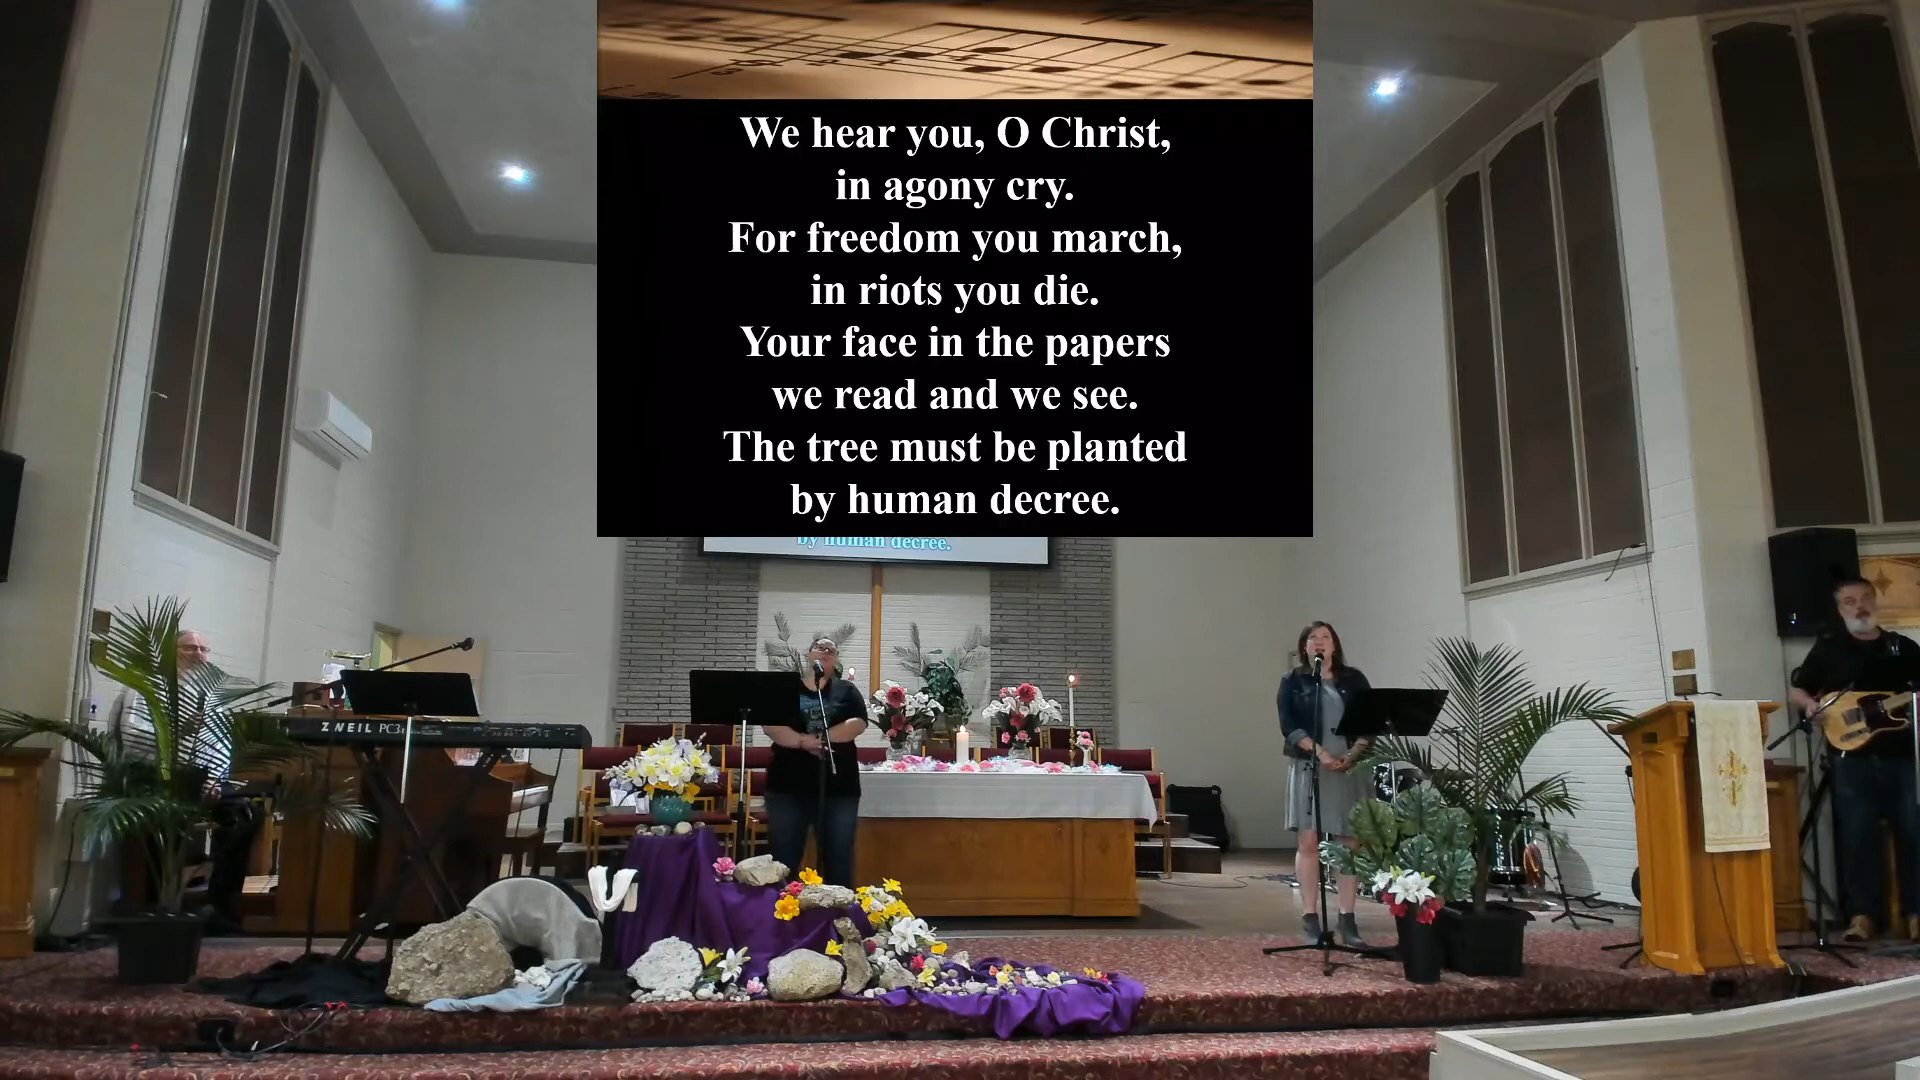 We hear you, O Christ,
in agony cry.
For freedom you march,
in riots you die.
Your face in the papers
we read and we see.
The tree must be planted
by human decree.
by human decree.
PC3